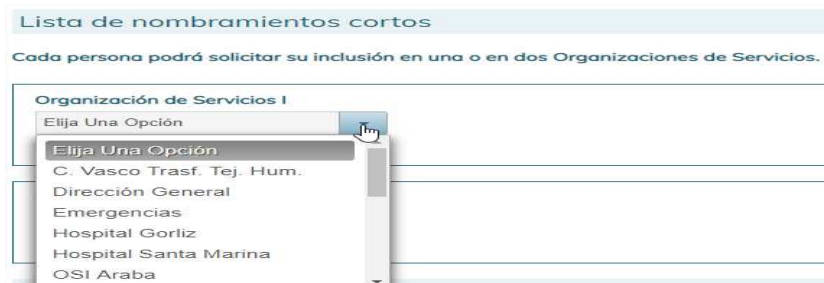 Lista de nombramientos cortos
Cada persona podrá solicitar su inclusión en una o en dos Organizaciones de Servicios.
Organización de Servicios I
Elija Una Opción
Elija Una Opción
C. Vasco Trasf. Tej. Hum.
Dirección General
Emergencias
Hospital Gorliz
Hospital Santa Marina
OSI Araba